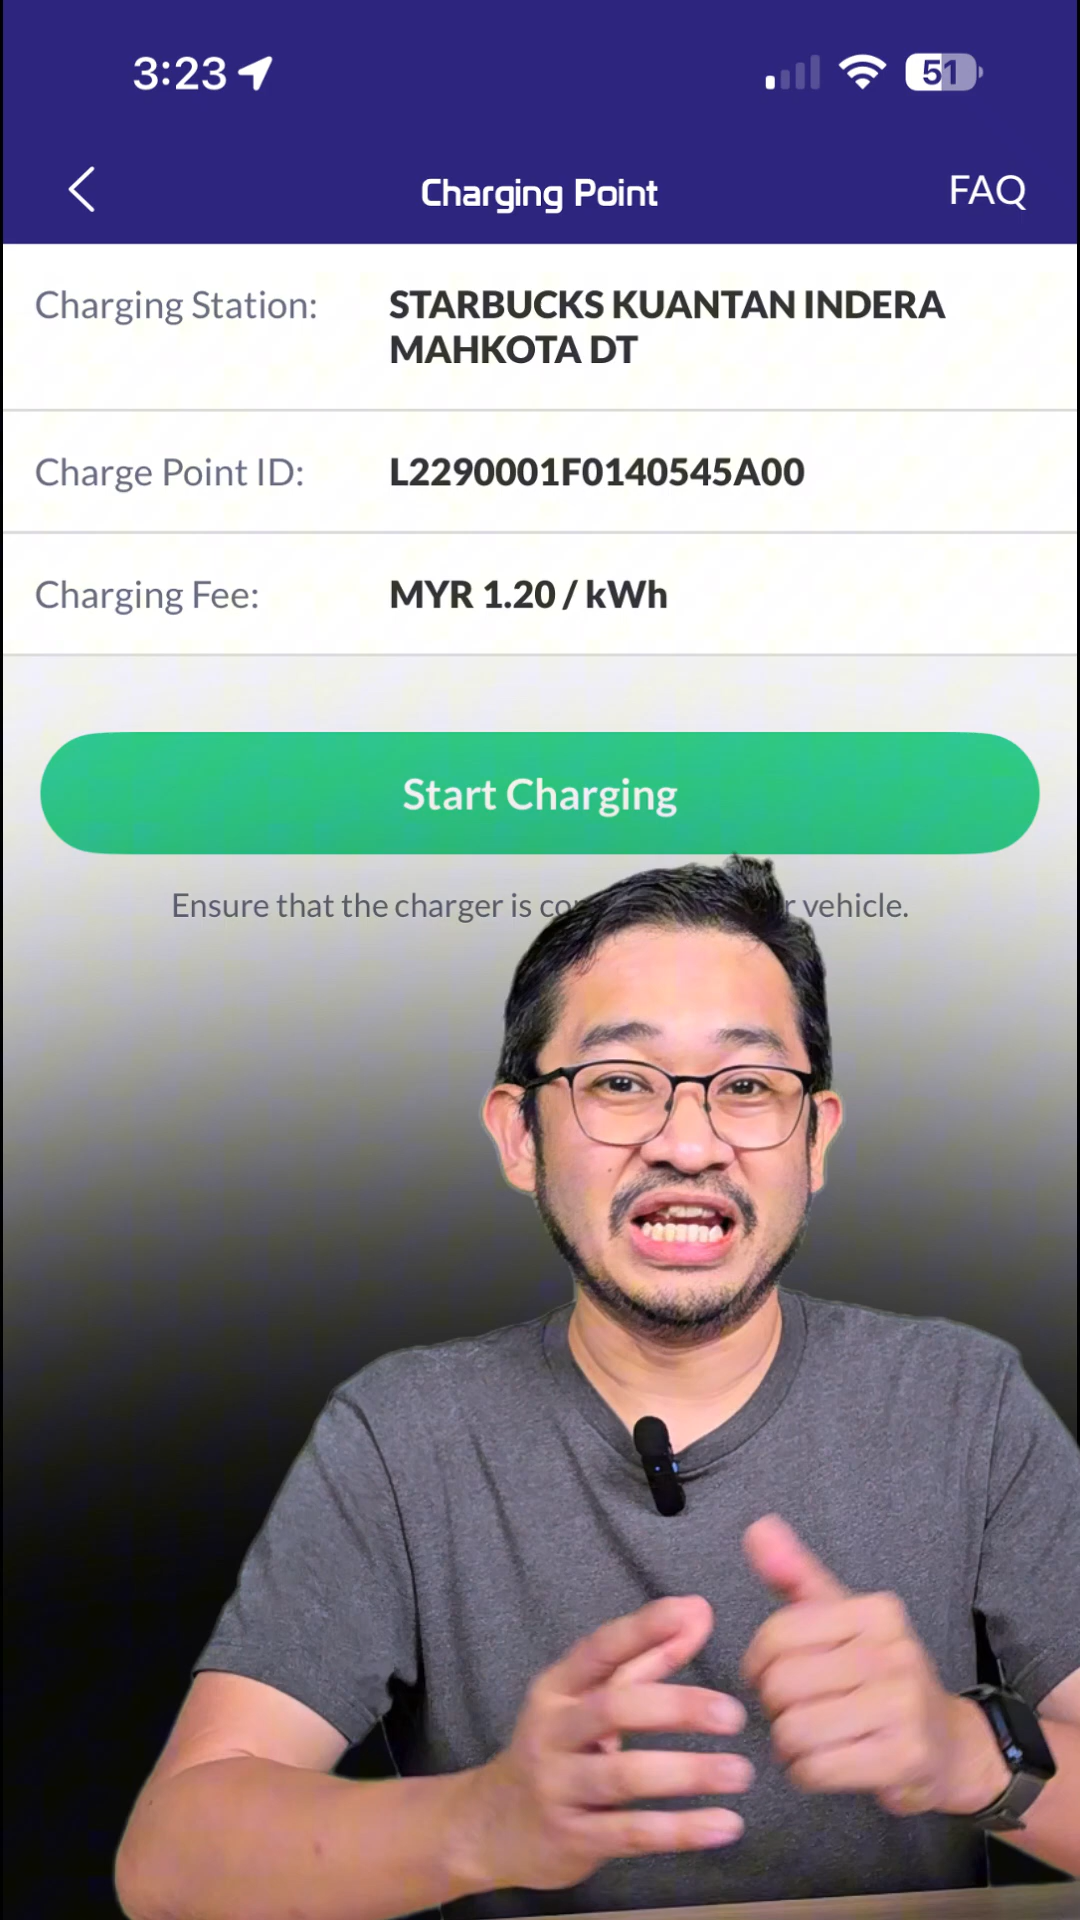 3:23
51
Charging Point
FAQ
Charging Station:
STARBUCKS KUANTAN INDERA
MAHKOTA DT
Charge Point ID:
L2290001F0140545A00
Charging Fee:
MYR 1.20 / kWh
Start Charging
Ensure that the charger is vehicle.